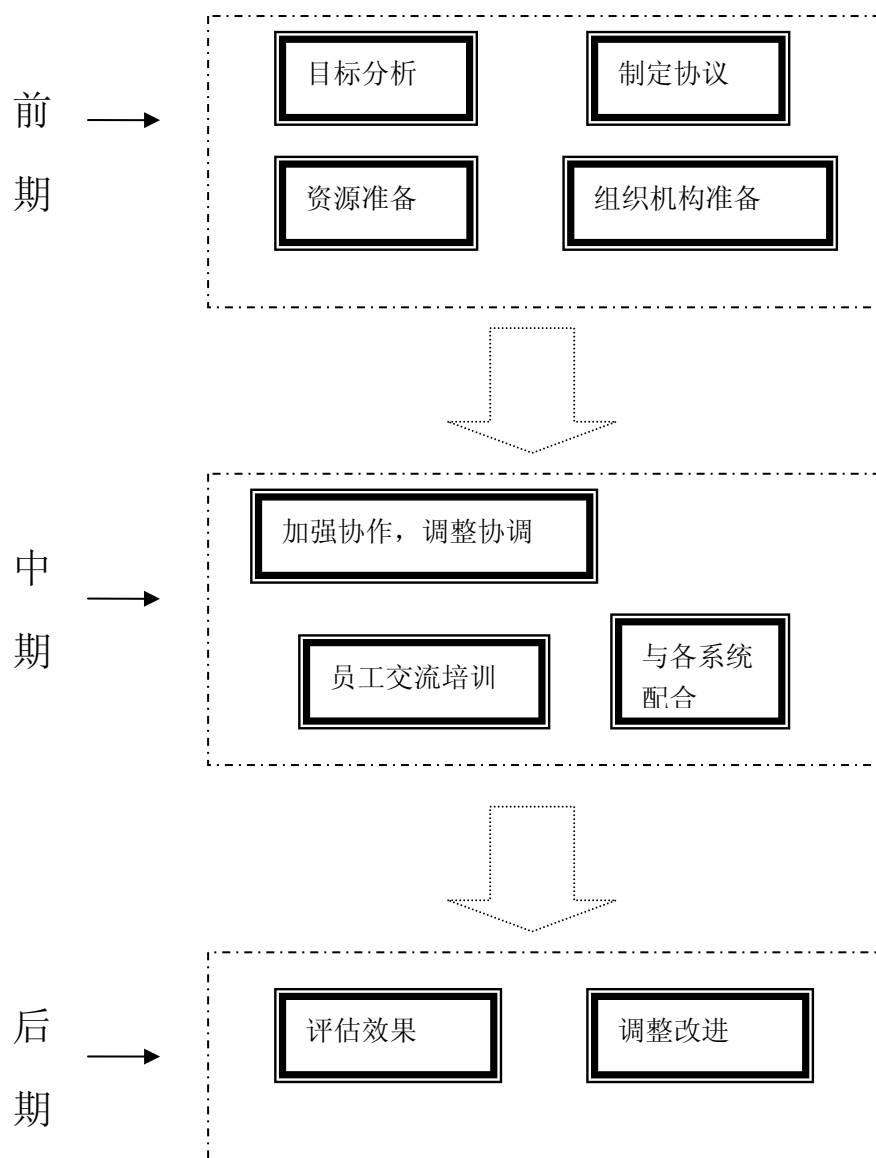 前
期
目标分析
制定协议
资源准备
组织机构准备
中
期
加强协作，调整协调
员工交流培训
与各系统
配合
后
期
评估效果
调整改进